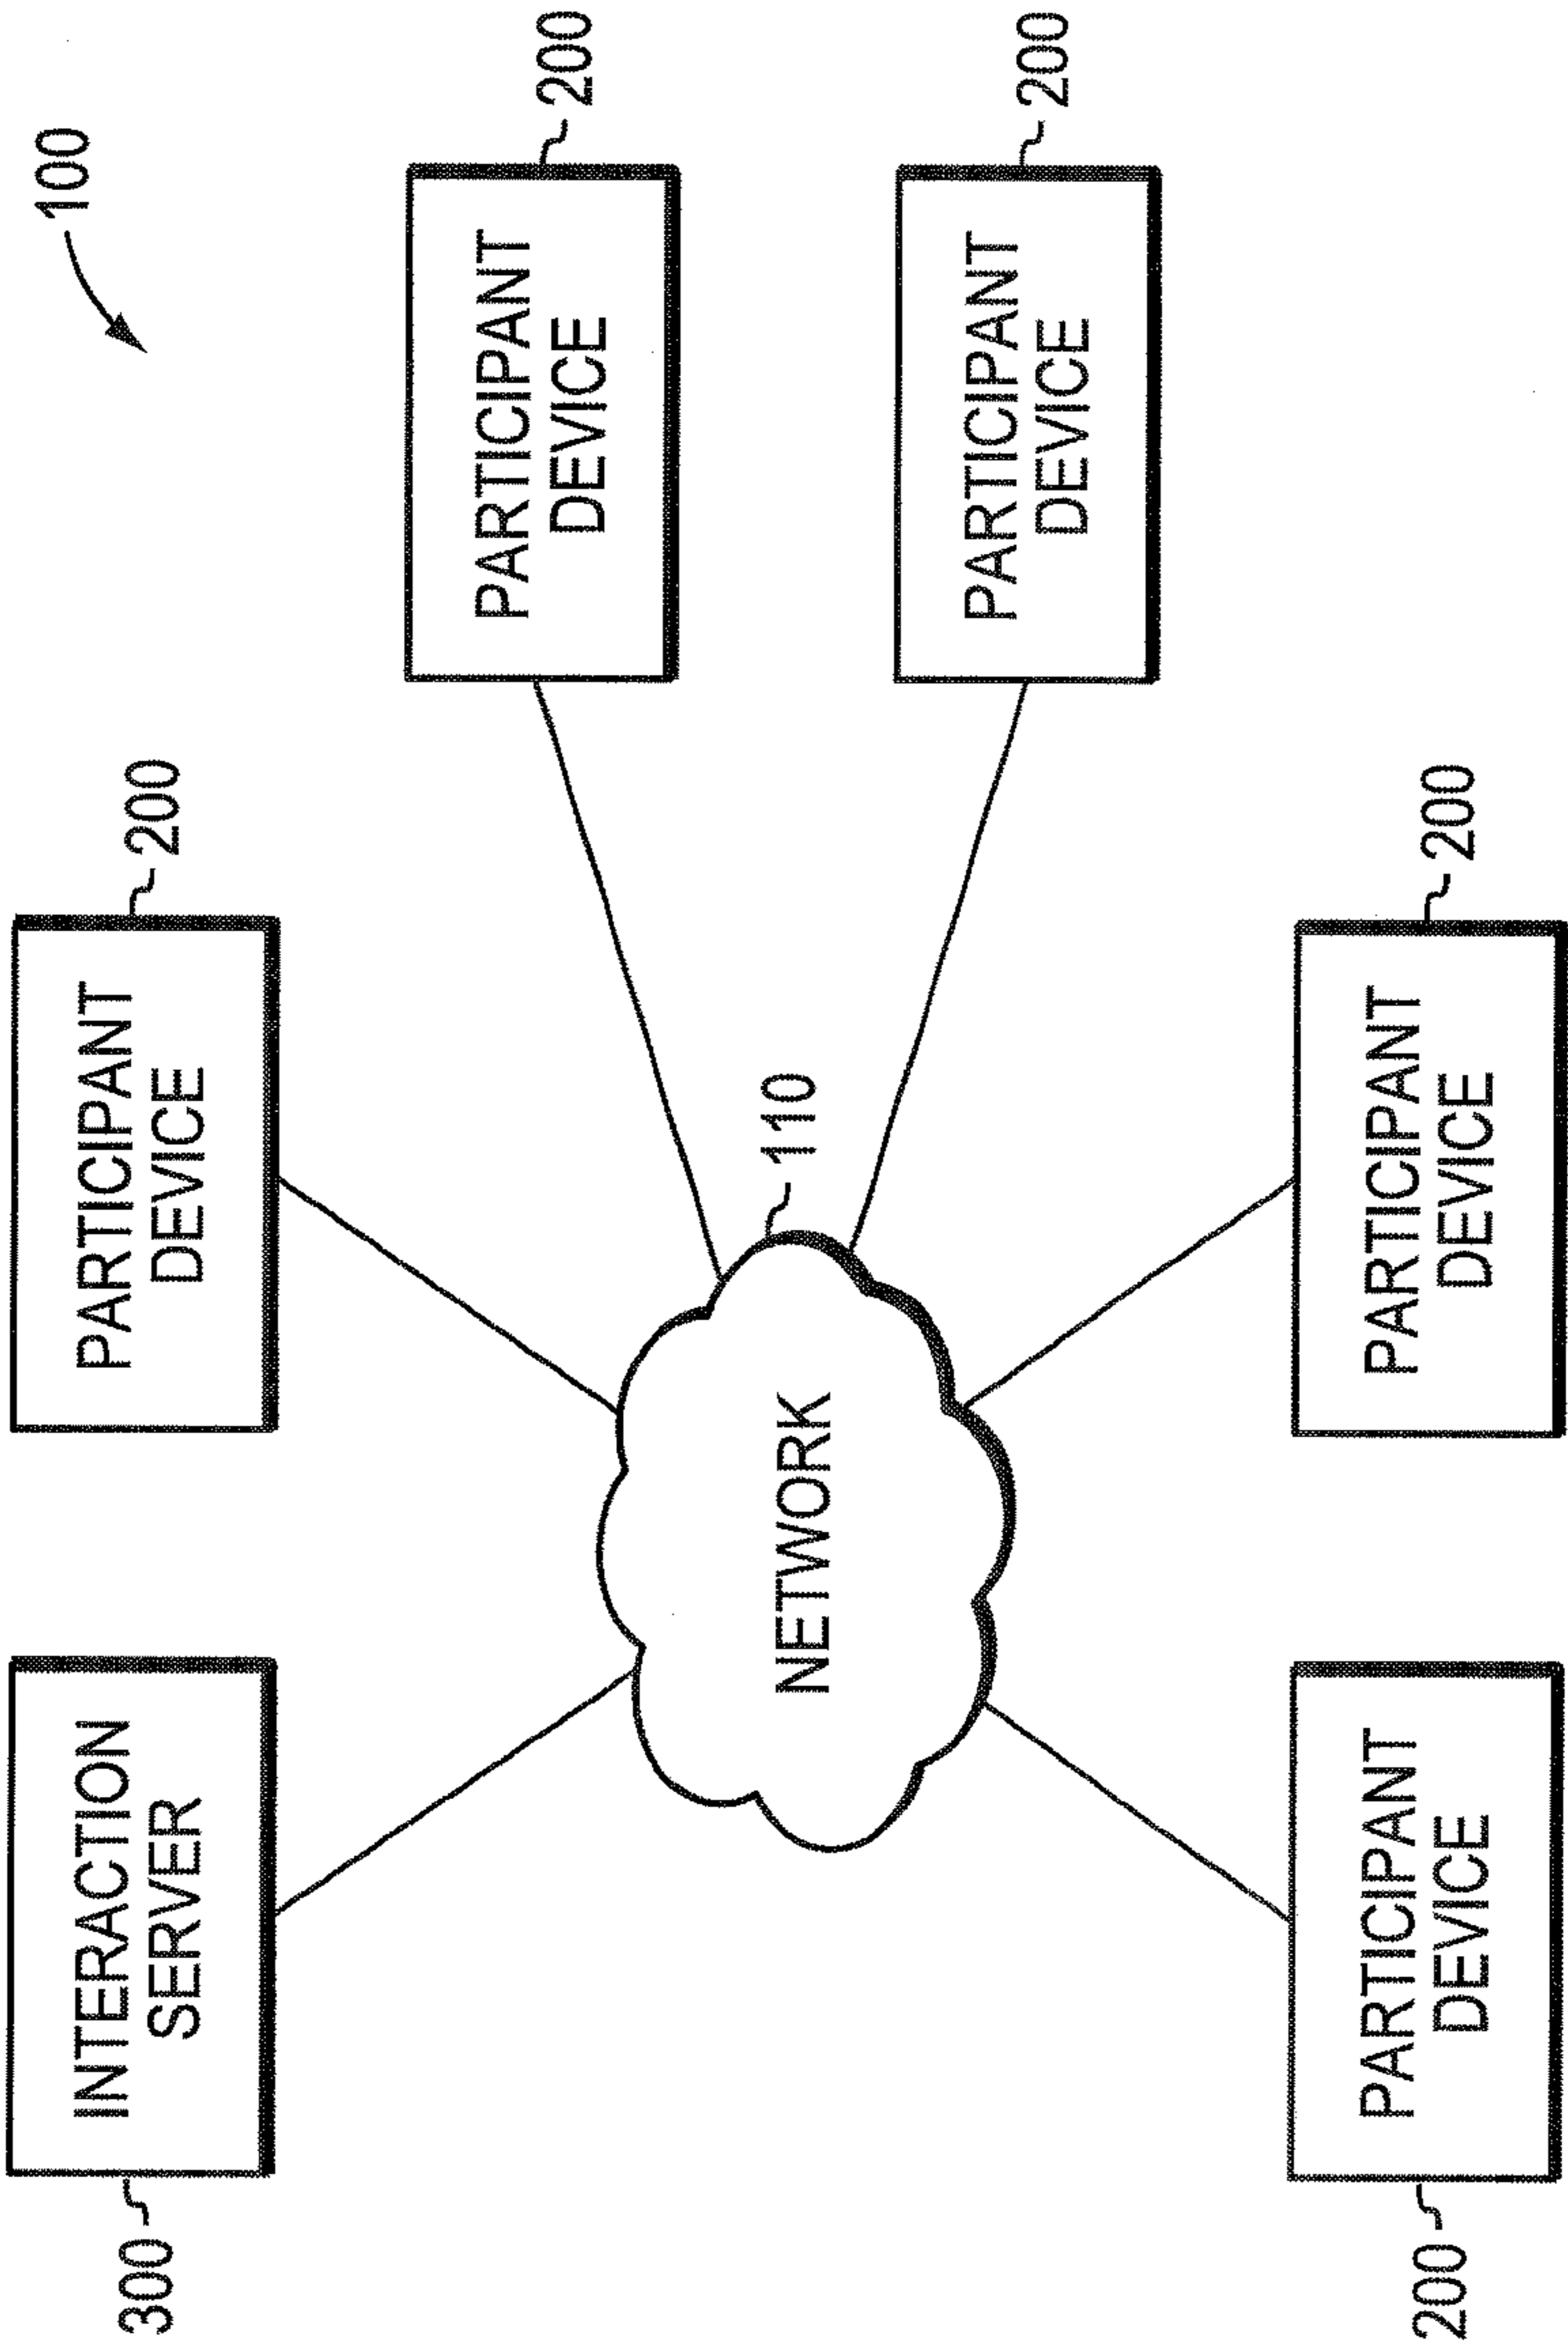 100
INTERACTION
SERVER
300
PARTICIPANT
DEVICE
200
PARTICIPANT
DEVICE
200
NETWORK
110
PARTICIPANT
DEVICE
200
PARTICIPANT
DEVICE
200
PARTICIPANT
DEVICE
200